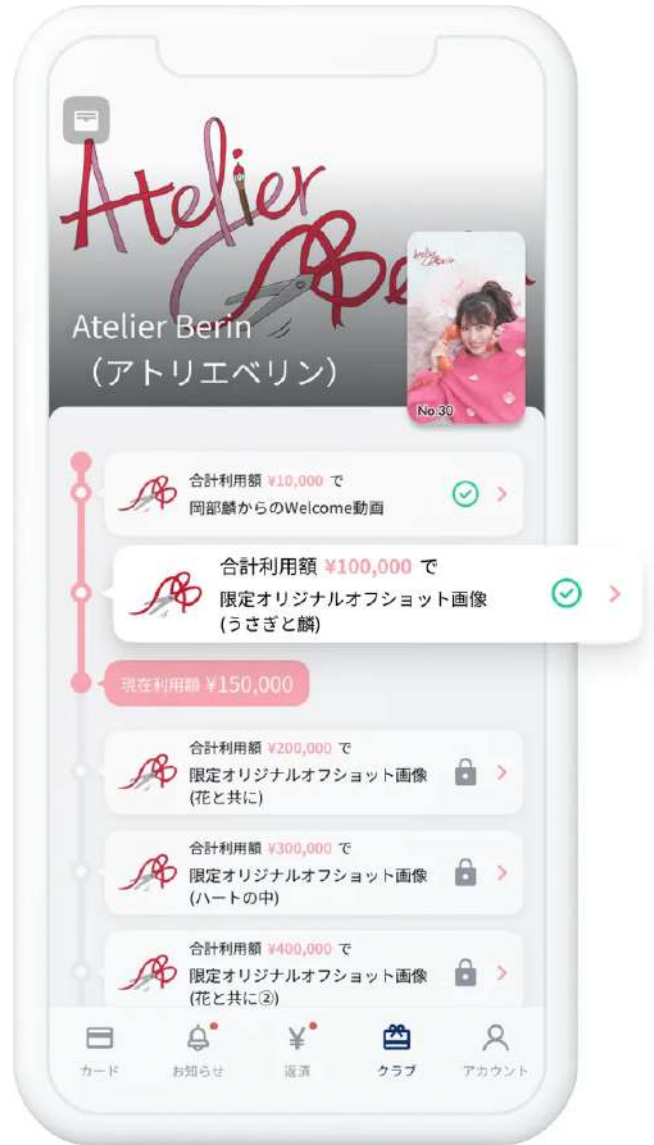 Atelier
Berin
Atelier Berin
（アトリエベリン）
Atelier
Berin
No.30
合計利用額 ¥10,000 で
岡部麟からのWelcome動画
合計利用額 ¥100,000 で
限定オリジナルオフショット画像
(うさぎと麟)
現在利用額 ¥150,000
合計利用額 ¥200,000 で
限定オリジナルオフショット画像
(花と共に)
合計利用額 ¥300,000 で
限定オリジナルオフショット画像
(ハートの中)
合計利用額 ¥400,000 で
限定オリジナルオフショット画像
(花と共に②)
カード
お知らせ
返済
クラブ
アカウント